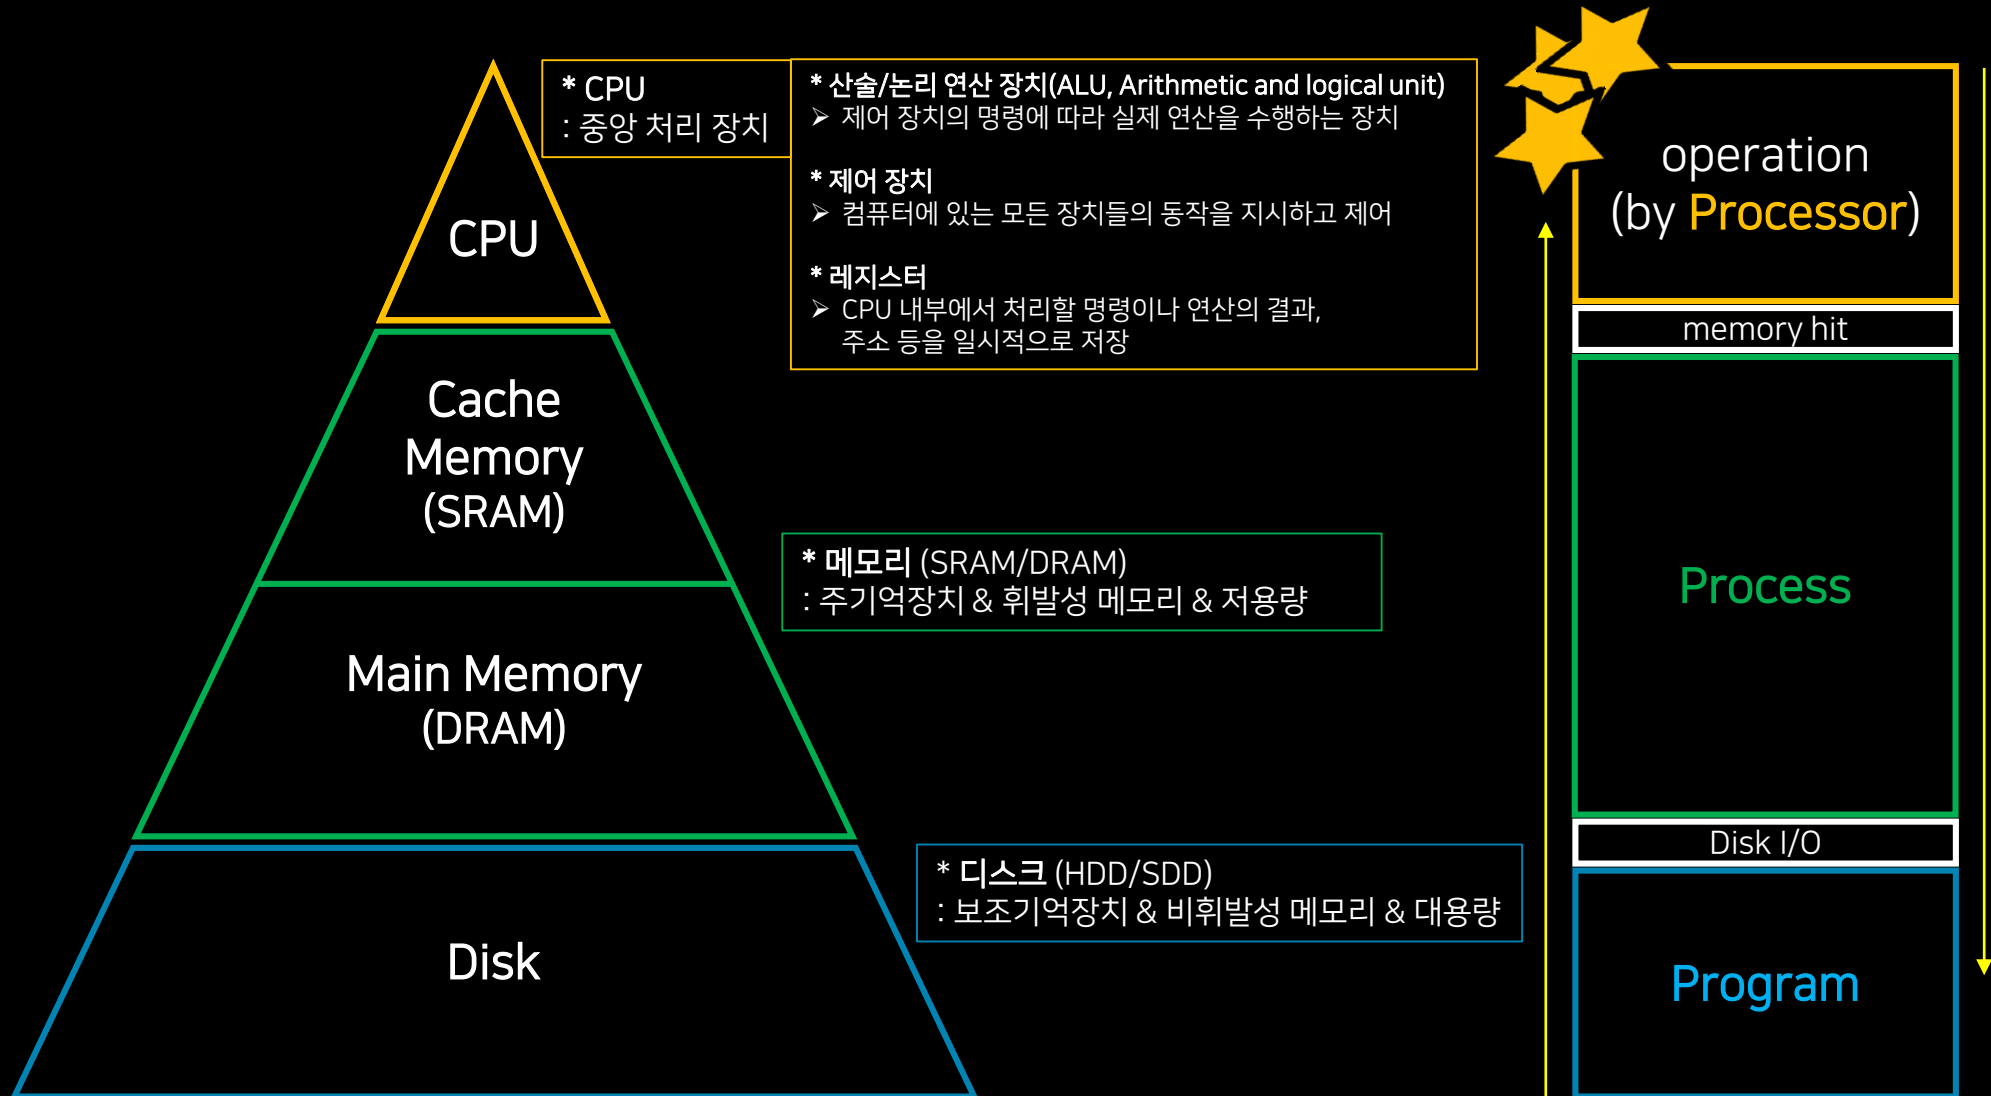 CPU
Cache
Memory
(SRAM)
Main Memory
(DRAM)
Disk
* CPU
: 중앙 처리 장치
* 산술/논리 연산 장치(ALU, Arithmetic and logical unit)
➢ 제어 장치의 명령에 따라 실제 연산을 수행하는 장치
* 제어 장치
➢ 컴퓨터에 있는 모든 장치들의 동작을 지시하고 제어
* 레지스터
➢ CPU 내부에서 처리할 명령이나 연산의 결과,
주소 등을 일시적으로 저장
* 메모리 (SRAM/DRAM)
: 주기억장치 & 휘발성 메모리 & 저용량
* 디스크 (HDD/SDD)
: 보조기억장치 & 비휘발성 메모리 & 대용량
operation
(by Processor)
memory hit
Process
Disk I/O
Program